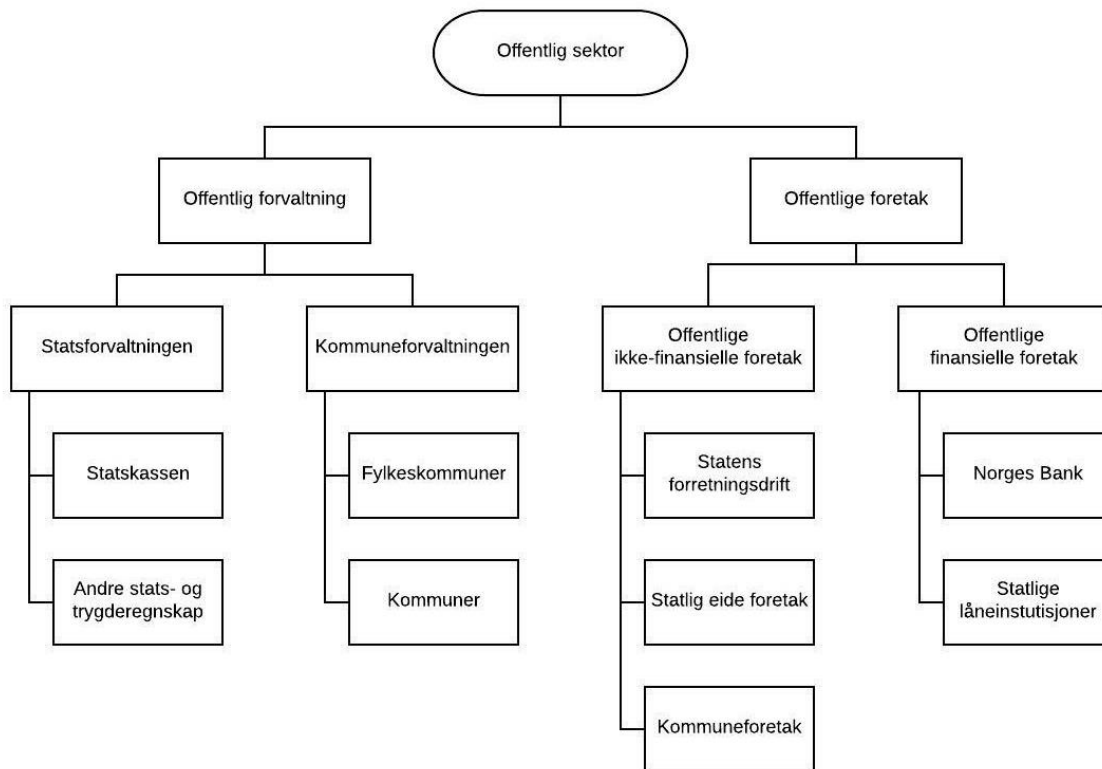 Offentlig sektor
Offentlig forvaltning
Offentlige foretak
Statsforvaltningen
Kommuneforvaltningen
Offentlige
ikke-finansielle foretak
Offentlige
finansielle foretak
Statskassen
Fylkeskommuner
Statens
forretningsdrift
Norges Bank
Andre stats- og
trygderegnskap
Kommuner
Statlig eide foretak
Statlige
låneinstutisjoner
Kommuneforetak